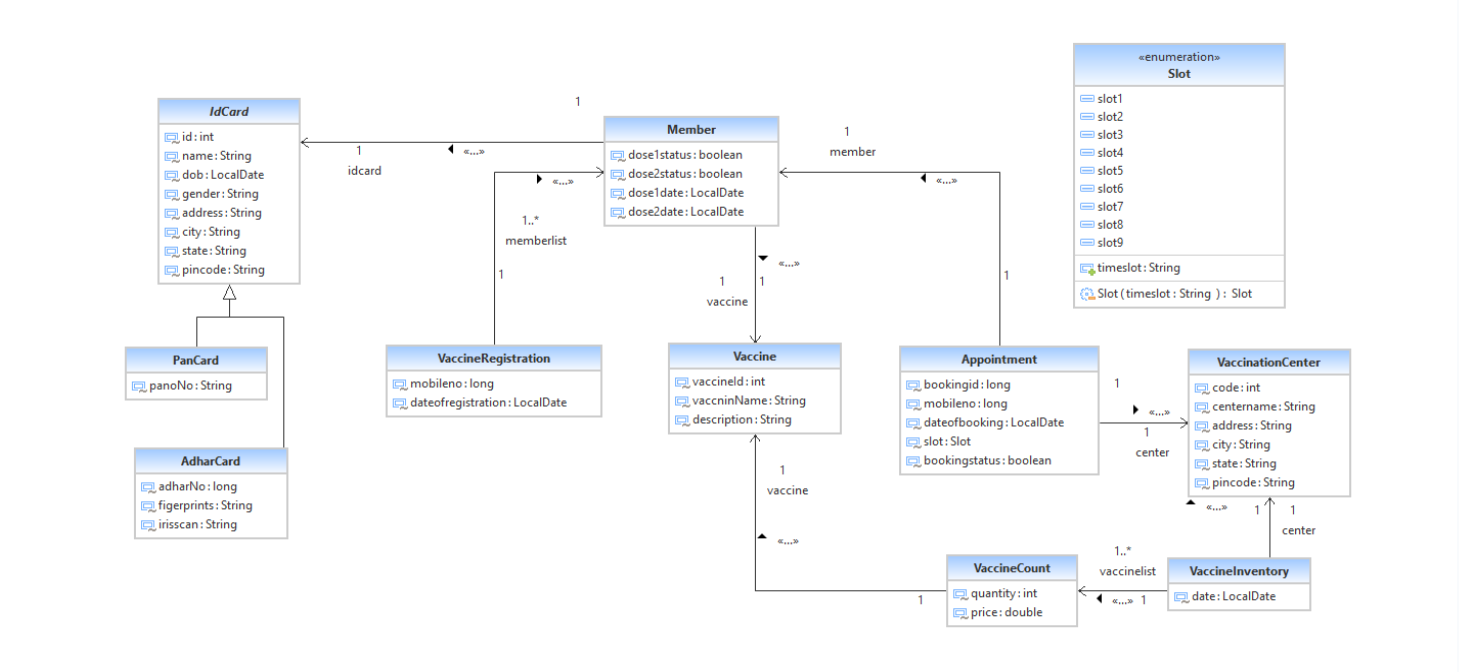 «enumeration»
Slot
slot1
slot2
slot3
slot4
slot5
slot6
slot7
slot8
slot9
timeslot : String
Slot ( timeslot : String ) : Slot
IdCard
id : int
name : String
dob : LocalDate
gender : String
address : String
city : String
state : String
pincode : String
1
1
«...»
idcard
Member
dose1status : boolean
dose2status : boolean
dose1date : LocalDate
dose2date : LocalDate
1
member
«...»
1
«...»
1..*
memberlist
1
«...»
1
1
vaccine
PanCard
panoNo : String
AdharCard
adharNo : long
figerprints : String
irisscan : String
VaccineRegistration
mobileno : long
dateofregistration : LocalDate
Vaccine
vaccineId : int
vaccninName : String
description : String
Appointment
bookingid : long
mobileno : long
dateofbooking : LocalDate
slot : Slot
bookingstatus : boolean
1
«...»
1
center
VaccinationCenter
code : int
centername : String
address : String
city : String
state : String
pincode : String
1
vaccine
«...»
1
«...»
1
1
center
VaccineCount
quantity : int
price : double
1..*
vaccinelist
«...»
1
VaccineInventory
date : LocalDate